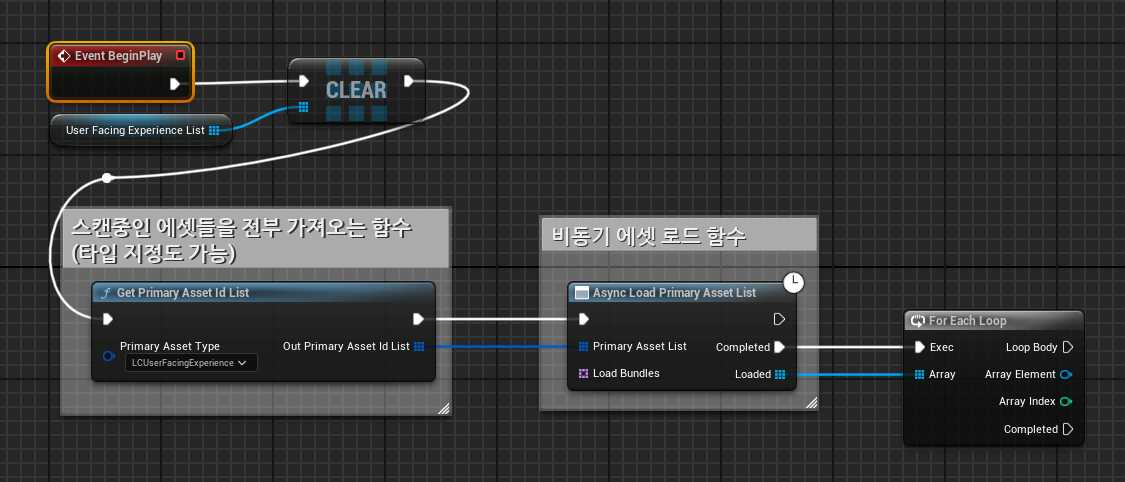 Event BeginPlay
CLEAR
User Facing Experience List
스캔중인 에셋들을 전부 가져오는 함수
(타입 지정도 가능)
Get Primary Asset Id List
Primary Asset Type
LCUserFacingExperience
Out Primary Asset Id List
비동기 에셋 로드 함수
Async Load Primary Asset List
Primary Asset List
Completed
Load Bundles
Loaded
For Each Loop
Exec
Loop Body
Array
Array Element
Array Index
Completed